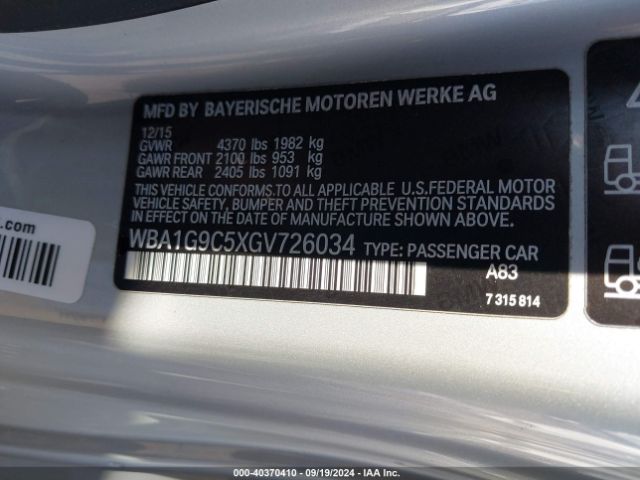 MFD BY BAYERISCHE MOTOREN WERKE AG
12/15
GVWR 4370 lbs 1982 kg
GAWR FRONT 2100 lbs 953 kg
GAWR REAR 2405 lbs 1091 kg
THIS VEHICLE CONFORMS TO ALL APPLICABLE U.S.FEDERAL MOTOR
VEHICLE SAFETY, BUMPER AND THEFT PREVENTION STANDARDS IN
EFFECT ON THE DATE OF MANUFACTURE SHOWN ABOVE.
WBA1G9C5XGV726034 TYPE: PASSENGER CAR
A83
7 315 814
000-40370410 - 09/19/2024 - IAA Inc.